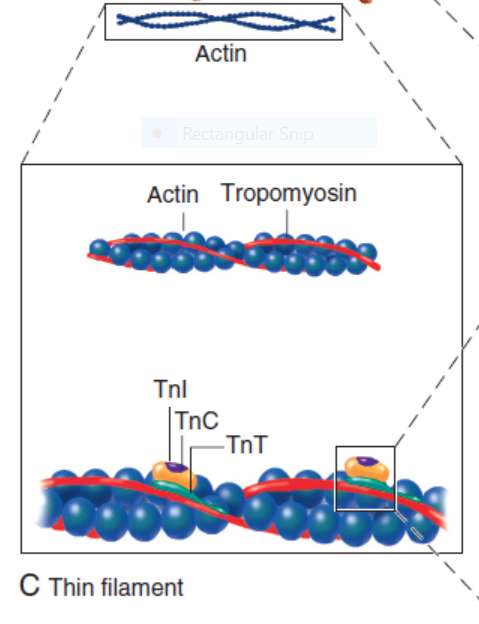 Actin
Rectangular Snip
Actin Tropomyosin
TnI
TnC
TnT
C Thin filament